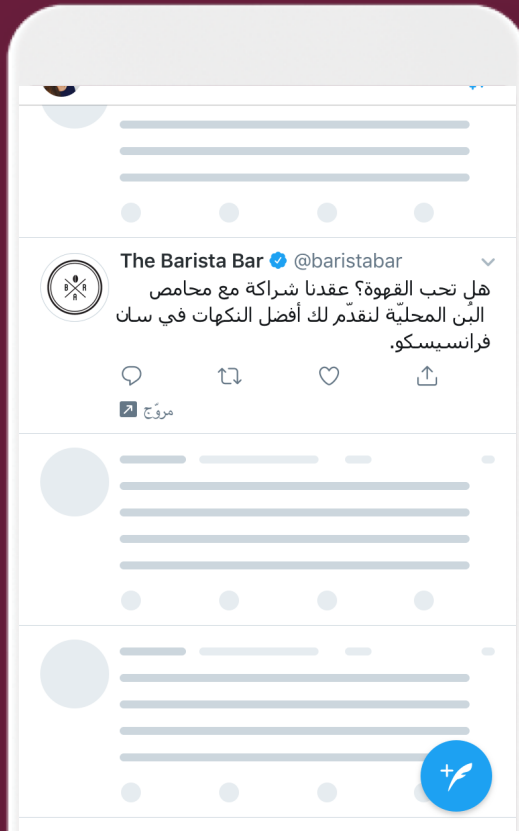 The Barista Bar @baristabar
B A R
هل تحب القهوة؟ عقدنا شراكة مع محامص
البُن المحليّة لنقدّم لك أفضل النكهات في سان
فرانسيسكو.
مروّج